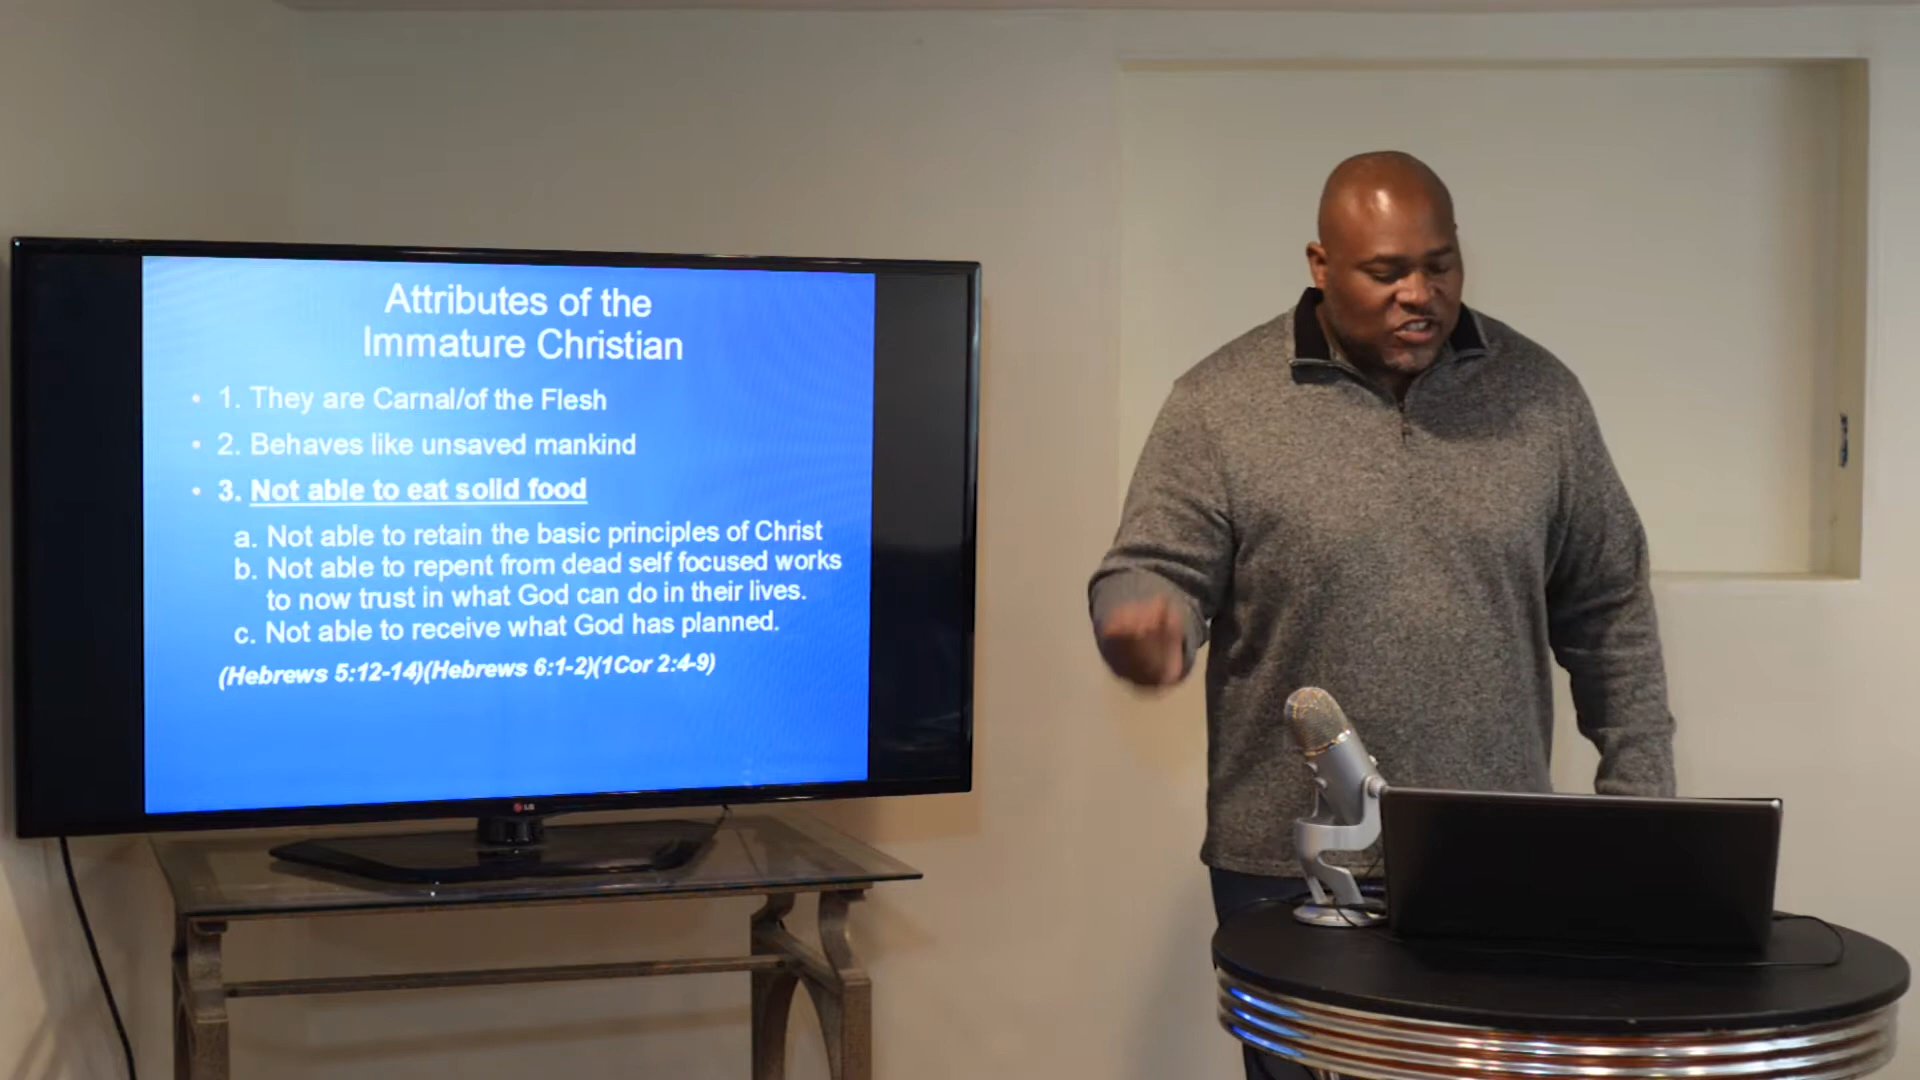 Attributes of the
Immature Christian
• 1. They are Carnal/of the Flesh
• 2. Behaves like unsaved mankind
• 3. Not able to eat solid food
a. Not able to retain the basic principles of Christ
b. Not able to repent from dead self focused works
to now trust in what God can do in their lives.
c. Not able to receive what God has planned.
(Hebrews 5:12-14)(Hebrews 6:1-2)(1Cor 2:4-9)
LG